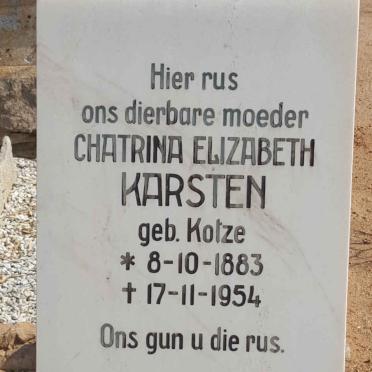 Hier rus
ons dierbare moeder
CHATRINA ELIZABETH
KARSTEN
geb. Kotze
* 8-10-1883
† 17-11-1954
Ons gun u die rus.